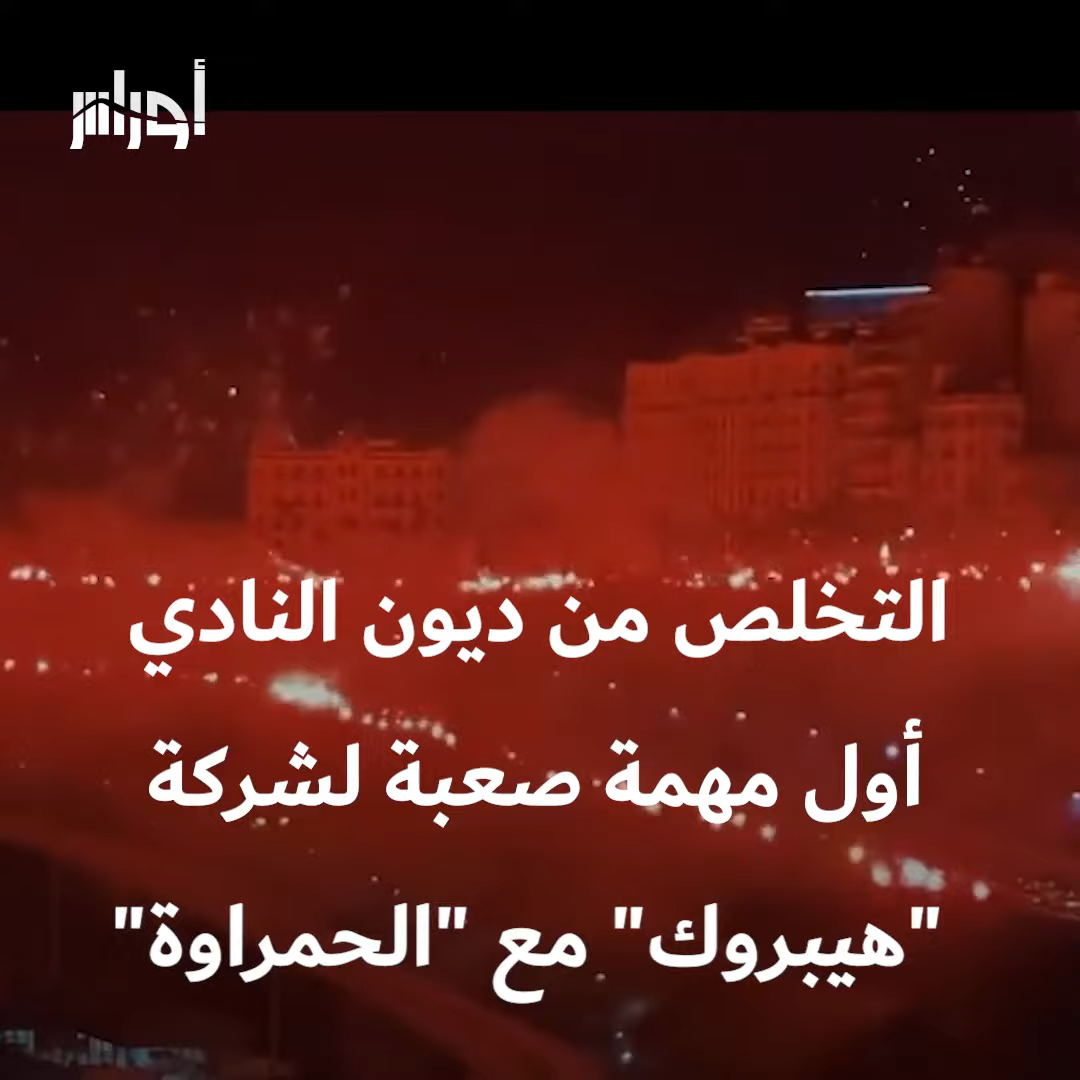 أوراس
التخلص من ديون النادي
أول مهمة صعبة لشركة
"هيبروك" مع "الحمراوة"